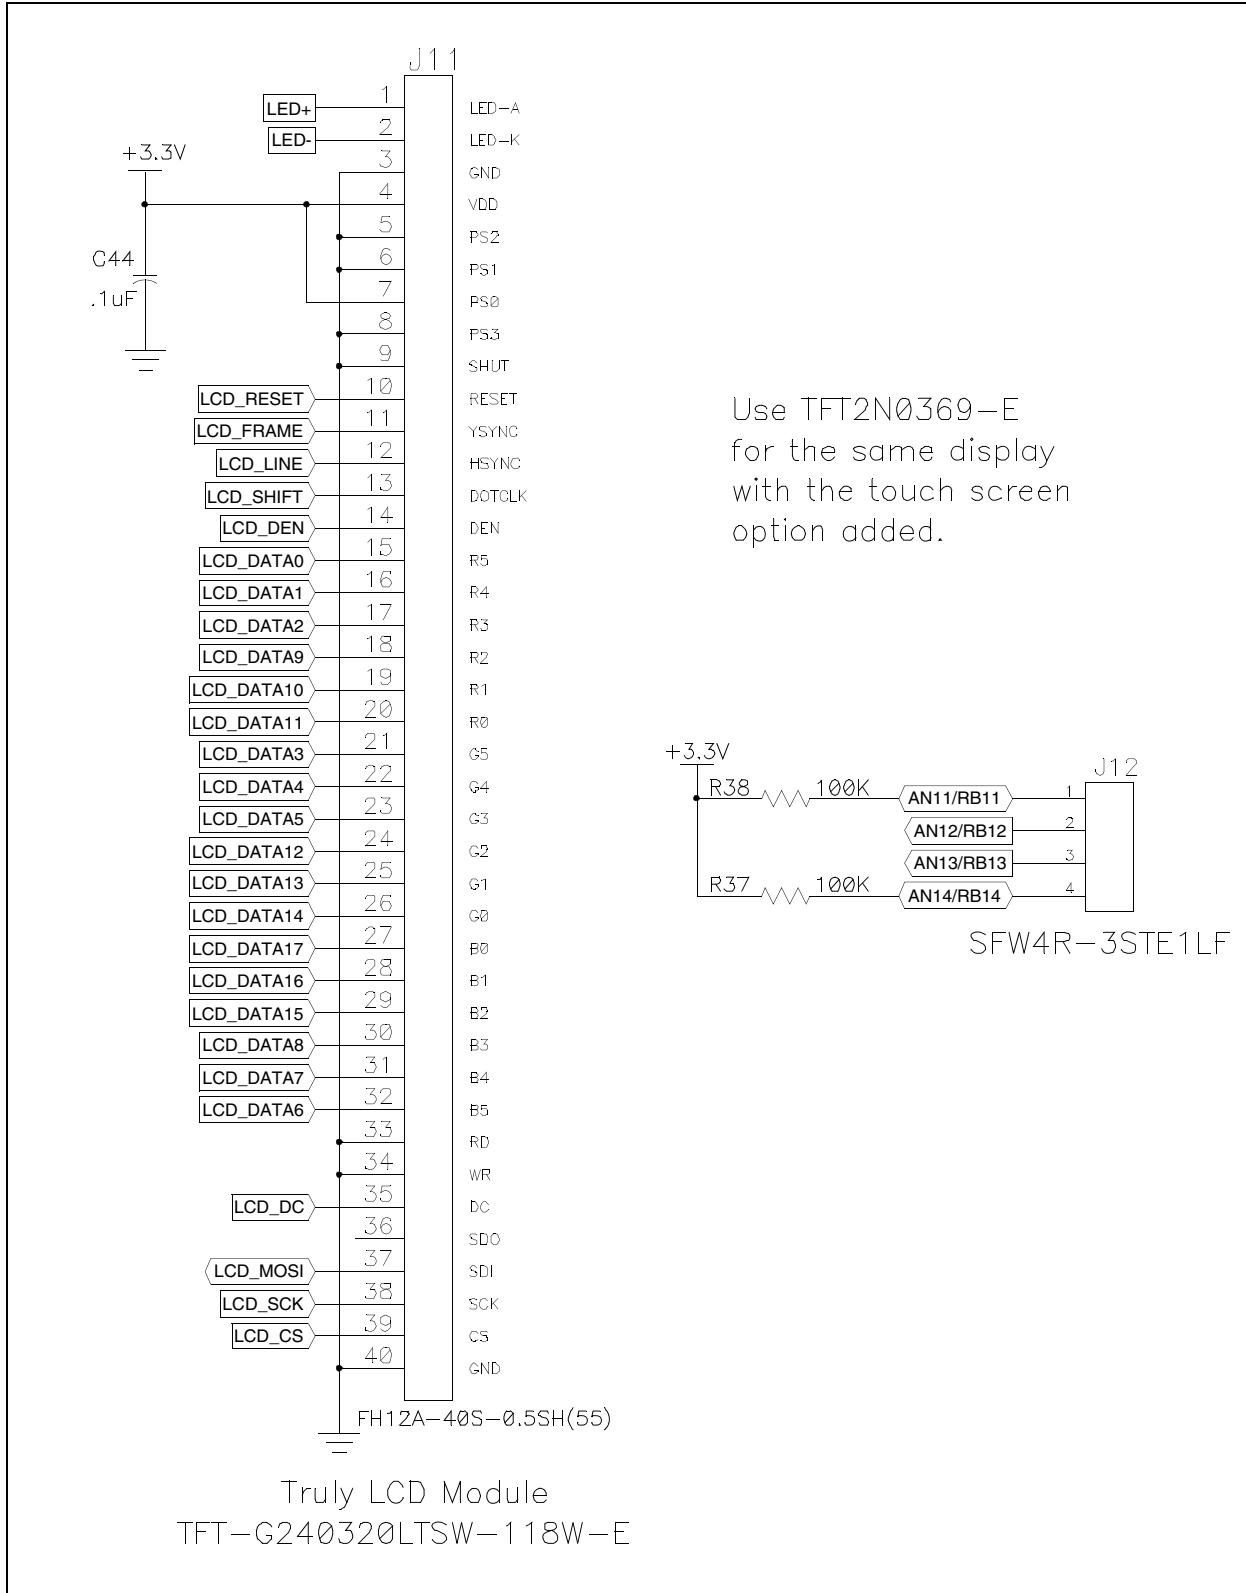 J11
LED+ 1 LED-A
LED- 2 LED-K
+3.3V
3 GND
4 VDD
5 PS2
C44
6 PS1
.1uF
7 PS0
8 PS3
9 SHUT
LCD_RESET 10 RESET
LCD_FRAME 11 YSYNC
LCD_LINE 12 HSYNC
LCD_SHIFT 13 DOTCLK
LCD_DEN 14 DEN
LCD_DATA0 15 R5
LCD_DATA1 16 R4
LCD_DATA2 17 R3
LCD_DATA9 18 R2
LCD_DATA10 19 R1
LCD_DATA11 20 R0
LCD_DATA3 21 G5
LCD_DATA4 22 G4
LCD_DATA5 23 G3
LCD_DATA12 24 G2
LCD_DATA13 25 G1
LCD_DATA14 26 G0
LCD_DATA17 27 B0
LCD_DATA16 28 B1
LCD_DATA15 29 B2
LCD_DATA8 30 B3
LCD_DATA7 31 B4
LCD_DATA6 32 B5
33 RD
34 WR
LCD_DC 35 DC
36 SDO
LCD_MOSI 37 SDI
LCD_SCK 38 SCK
LCD_CS 39 CS
40 GND
FH12A-40S-0.5SH(55)
Truly LCD Module
TFT-G240320LTSW-118W-E
Use TFT2N0369-E
for the same display
with the touch screen
option added.
+3.3V
J12
R38 100K AN11/RB11 1
AN12/RB12 2
AN13/RB13 3
R37 100K AN14/RB14 4
SFW4R-3STE1LF